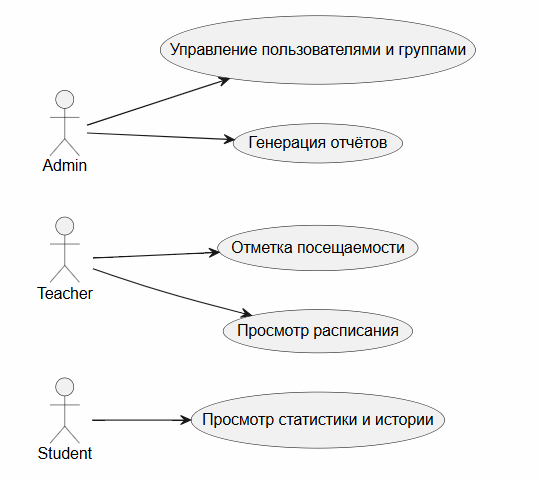 Управление пользователями и группами
Admin
Генерация отчётов
Отметка посещаемости
Teacher
Просмотр расписания
Просмотр статистики и истории
Student